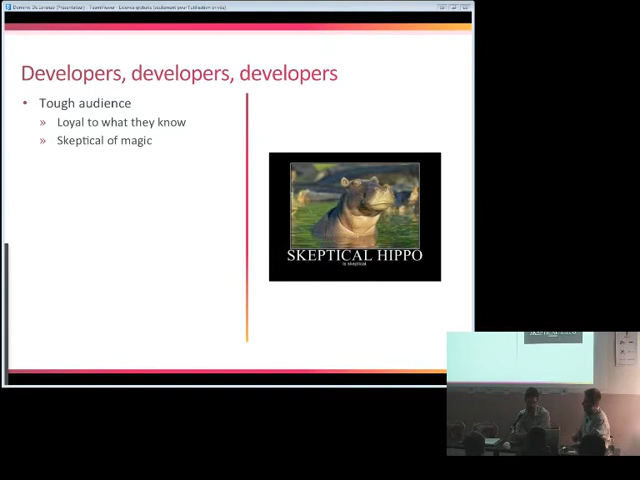 Developers, developers, developers
• Tough audience
» Loyal to what they know
» Skeptical of magic
SKEPTICAL HIPPO
is skeptical